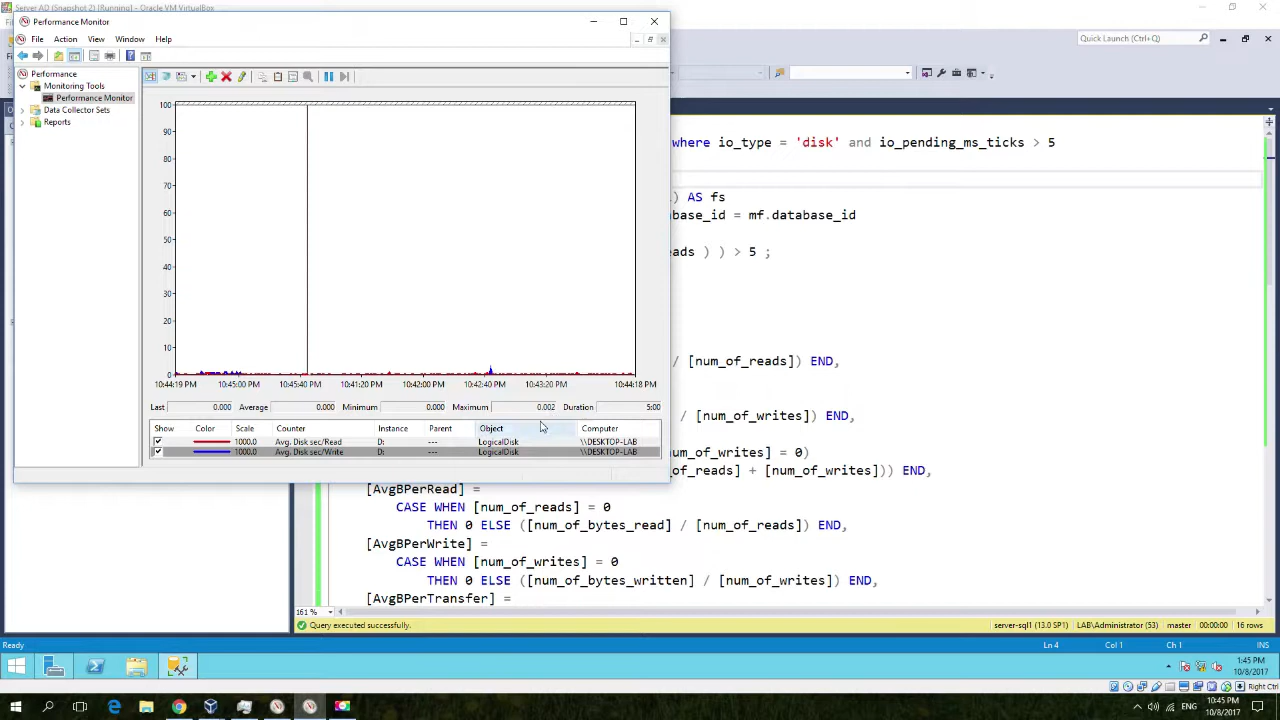 Server AD (Snapshot 2) [Running] - Oracle VM VirtualBox
Performance Monitor
File Action View Window Help
Quick Launch (Ctrl+Q)
Performance
Monitoring Tools
Performance Monitor
Data Collector Sets
Reports
100
90
80
70
60
50
40
30
20
10
0
10:44:19 PM 10:45:00 PM 10:45:40 PM 10:41:20 PM 10:42:00 PM 10:42:40 PM 10:43:20 PM 10:44:18 PM
Last 0.000 Average 0.000 Minimum 0.000 Maximum 0.002 Duration 5:00
Show Color Scale Counter Instance Parent Object Computer
1000.0 Avg. Disk sec/Read D: --- LogicalDisk \\DESKTOP-LAB
1000.0 Avg. Disk sec/Write D: --- LogicalDisk \\DESKTOP-LAB
where io_type = 'disk' and io_pending_ms_ticks > 5
) AS fs
base_id = mf.database_id
eads ) ) > 5 ;
/ [num_of_reads]) END,
/ [num_of_writes]) END,
_of_writes] = 0)
_of_reads] + [num_of_writes])) END,
[AvgBPerRead] =
CASE WHEN [num_of_reads] = 0
THEN 0 ELSE ([num_of_bytes_read] / [num_of_reads]) END,
[AvgBPerWrite] =
CASE WHEN [num_of_writes] = 0
THEN 0 ELSE ([num_of_bytes_written] / [num_of_writes]) END,
[AvgBPerTransfer] =
161 %
Query executed successfully. server-sql1 (13.0 SP1) LAB\Administrator (53) master 00:00:00 16 rows
Ready Ln 4 Col 1 Ch 1 INS
1:45 PM
10/8/2017
Right Ctrl
ENG 10:45 PM
10/8/2017